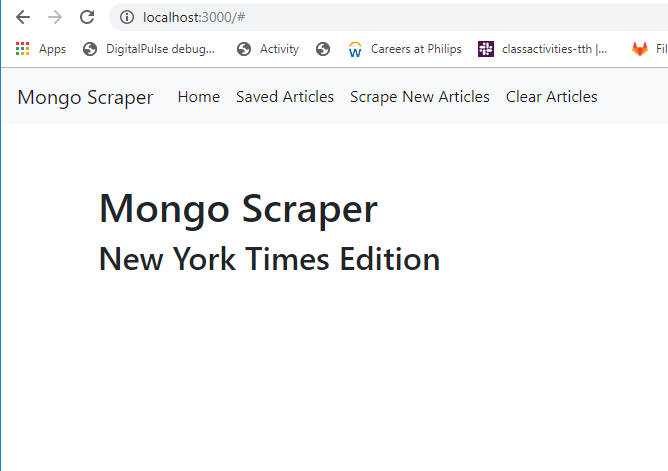 localhost:3000/#
Apps DigitalPulse debug... Activity Careers at Philips classactivities-tth |... Fil
Mongo Scraper Home Saved Articles Scrape New Articles Clear Articles
Mongo Scraper
New York Times Edition